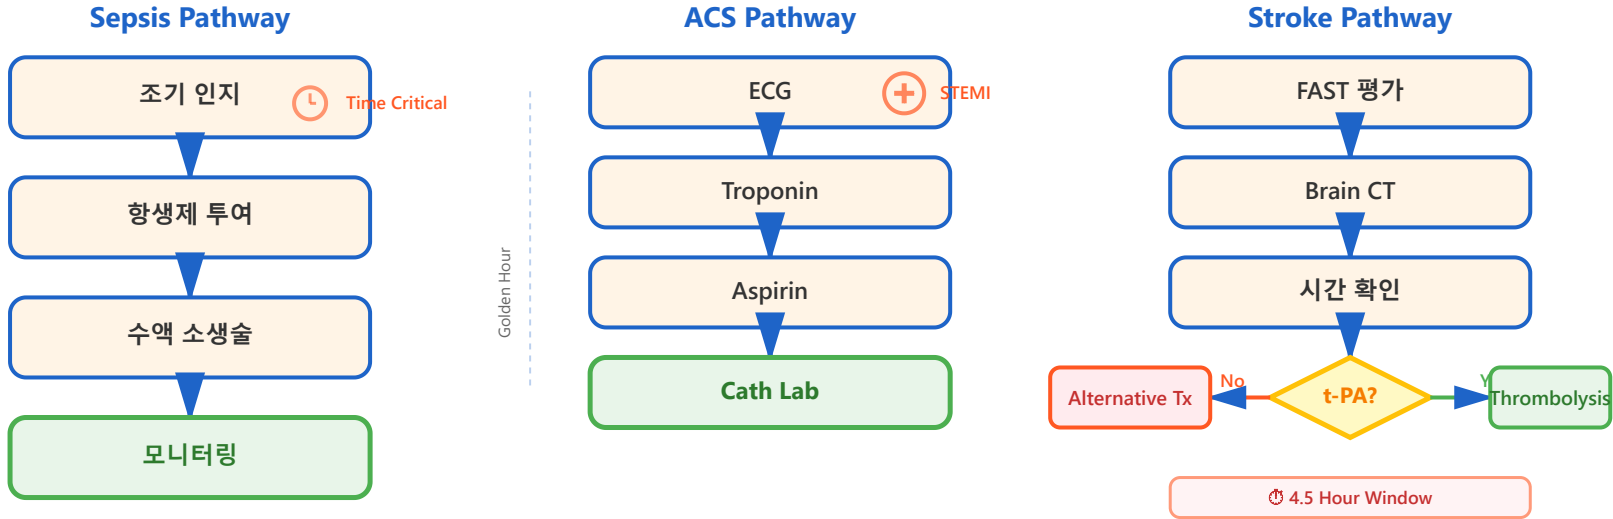 Sepsis Pathway
조기 인지
Time Critical
항생제 투여
수액 소생술
모니터링
Golden Hour
ACS Pathway
ECG
STEMI
Troponin
Aspirin
Cath Lab
Stroke Pathway
FAST 평가
Brain CT
시간 확인
t-PA?
No
Alternative Tx
Y
Thrombolysis
⏱ 4.5 Hour Window